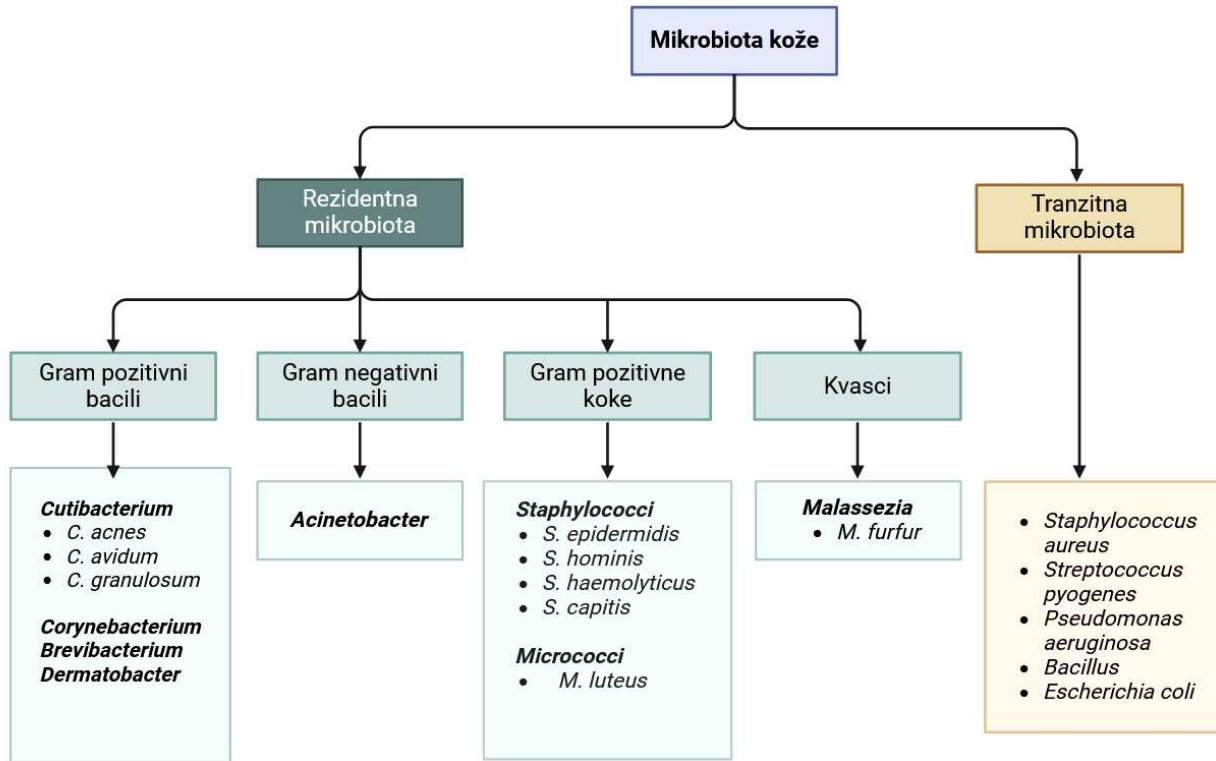 Mikrobiota kože
Rezidentna
mikrobiota
Tranzitna
mikrobiota
Gram pozitivni
bacili
Gram negativni
bacili
Gram pozitivne
koke
Kvasci
Cutibacterium
• C. acnes
• C. avidum
• C. granulosum
Corynebacterium
Brevibacterium
Dermatobacter
Acinetobacter
Staphylococci
• S. epidermidis
• S. hominis
• S. haemolyticus
• S. capitis
Micrococci
• M. luteus
Malassezia
• M. furfur
• Staphylococcus
aureus
• Streptococcus
pyogenes
• Pseudomonas
aeruginosa
• Bacillus
• Escherichia coli